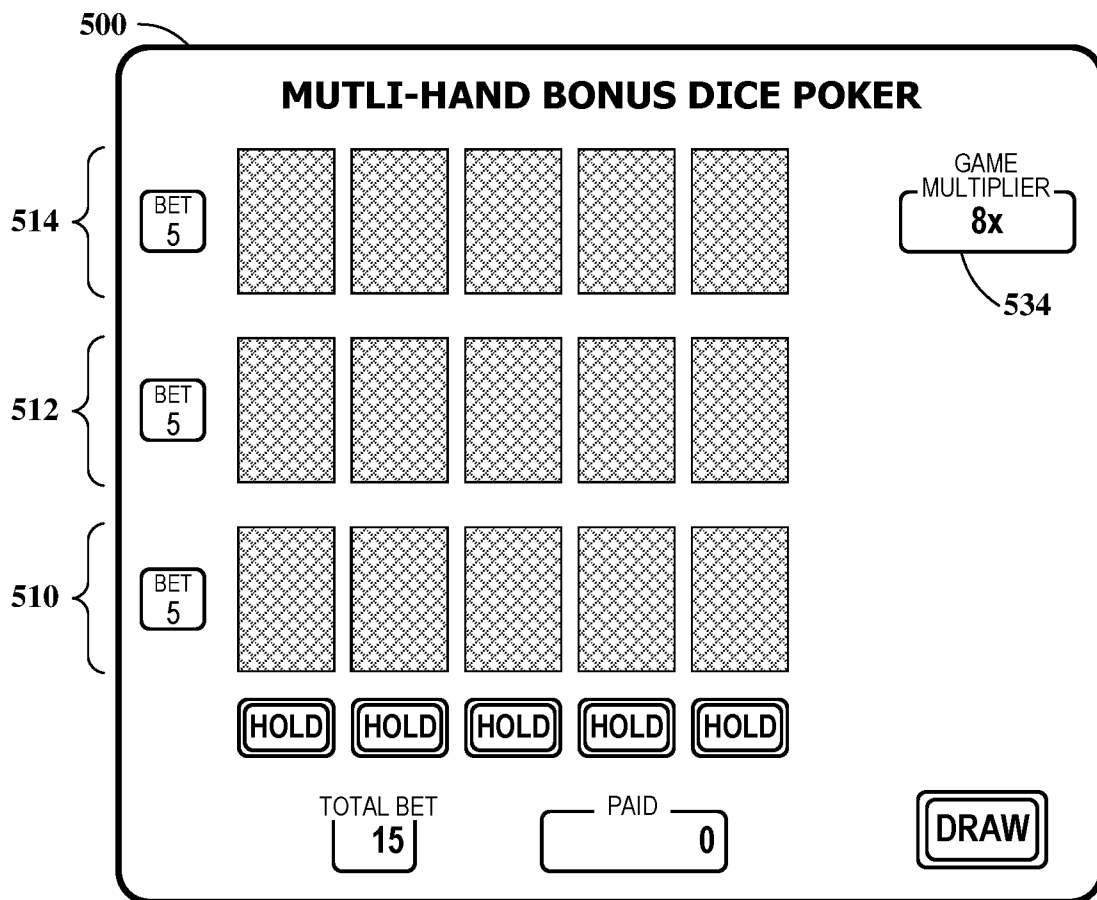 500
MUTLI-HAND BONUS DICE POKER
GAME
MULTIPLIER
8x
534
514
BET
5
512
BET
5
510
BET
5
HOLD HOLD HOLD HOLD HOLD
TOTAL BET
15
PAID
0
DRAW